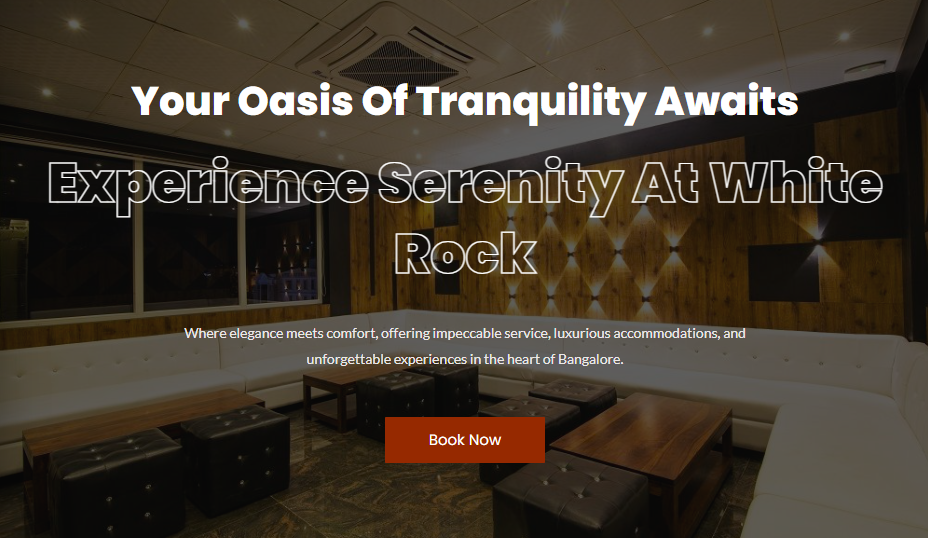 Your Oasis Of Tranquility Awaits
Experience Serenity At White
Rock
Where elegance meets comfort, offering impeccable service, luxurious accommodations, and
unforgettable experiences in the heart of Bangalore.
Book Now